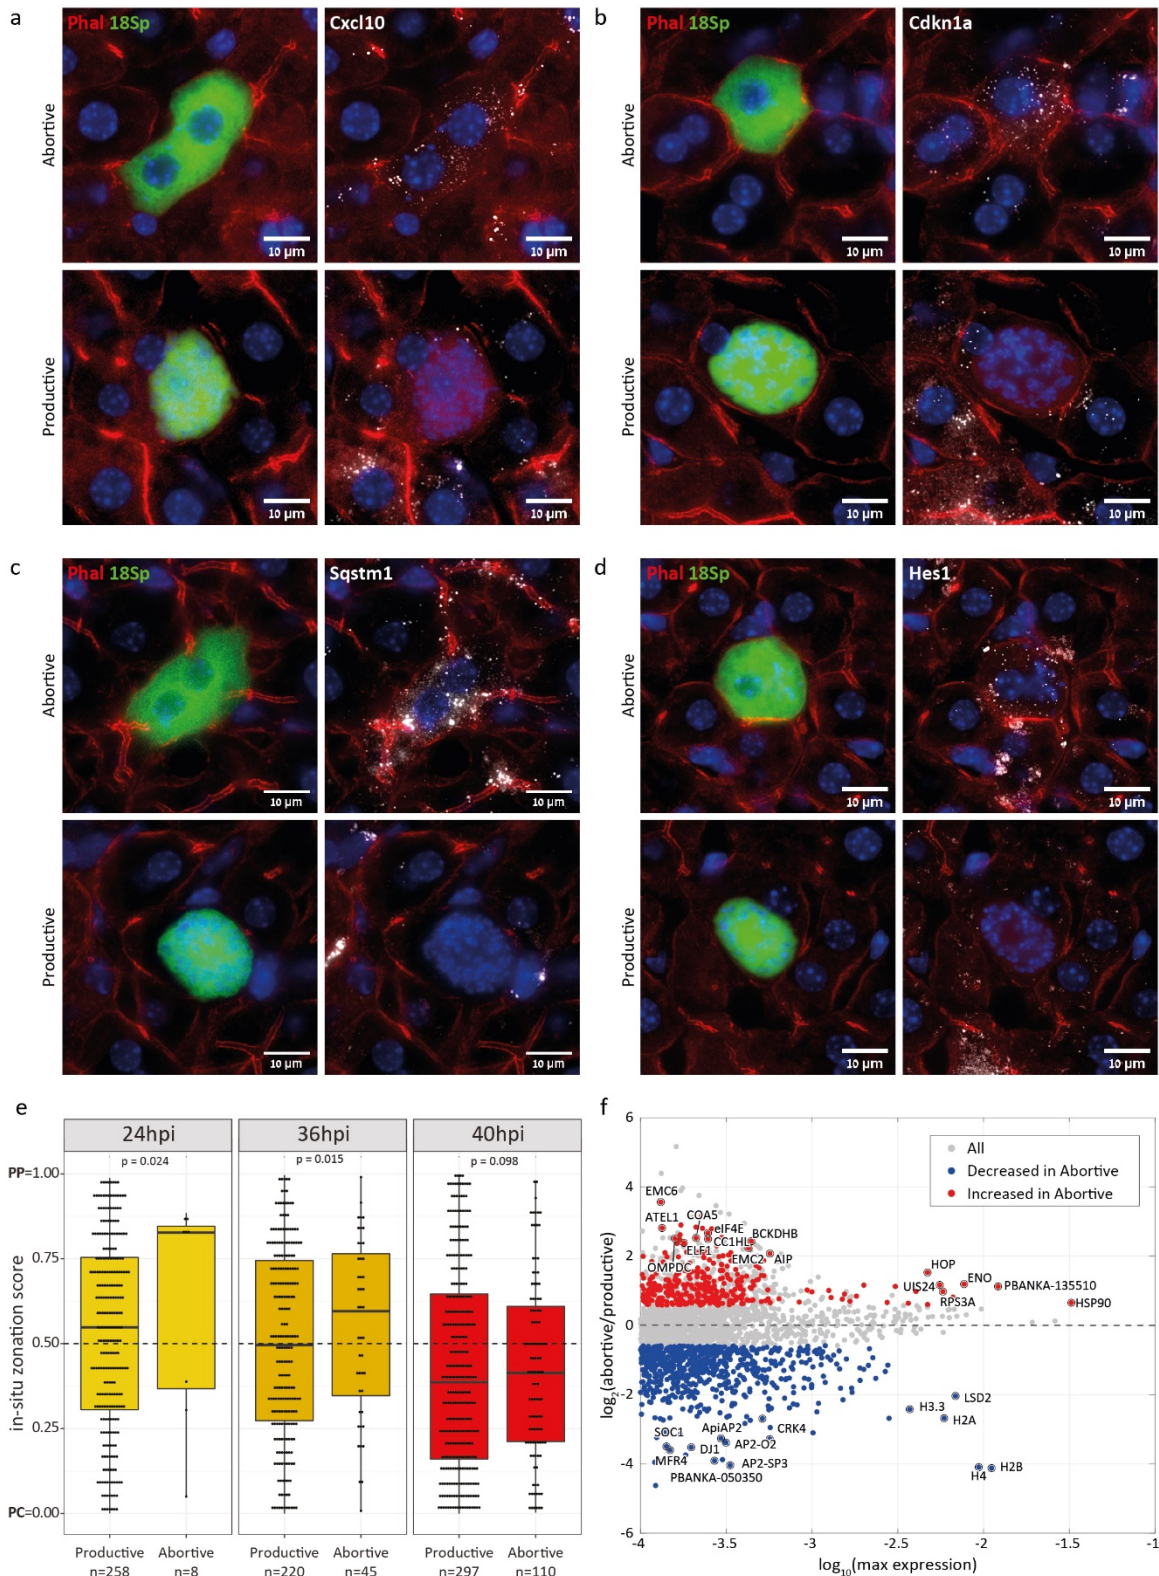 a
b
Phal 18Sp
Cxcl10
Phal 18Sp
Cdkn1a
Abortive
Abortive
10 µm
10 µm
10 µm
10 µm
Productive
Productive
10 µm
10 µm
10 µm
10 µm
c
d
Phal 18Sp
Sqstm1
Phal 18Sp
Hes1
Abortive
Abortive
10 µm
10 µm
10 µm
10 µm
Productive
Productive
10 µm
10 µm
10 µm
10 µm
e
24hpi
36hpi
40hpi
p = 0.024
p = 0.015
p = 0.098
in-situ zonation score
PP=1.00
0.75
0.50
0.25
PC=0.00
Productive
n=258
Abortive
n=8
Productive
n=220
Abortive
n=45
Productive
n=297
Abortive
n=110
f
log2(abortive/productive)
6
4
2
0
-2
-4
-6
All
Decreased in Abortive
Increased in Abortive
EMC6
ATEL1
COA5
eIF4E
BCKDHB
CC1HL
ELF1
EMC2
AIP
OMPDC
HOP
UIS24
ENO
PBANKA-135510
RPS3A
HSP90
LSD2
H3.3
H2A
SOC1
ApiAP2
CRK4
DJ1
AP2-O2
MFR4
AP2-SP3
PBANKA-050350
H2B
H4
-4
-3.5
-3
-2.5
-2
-1.5
-1
log10(max expression)